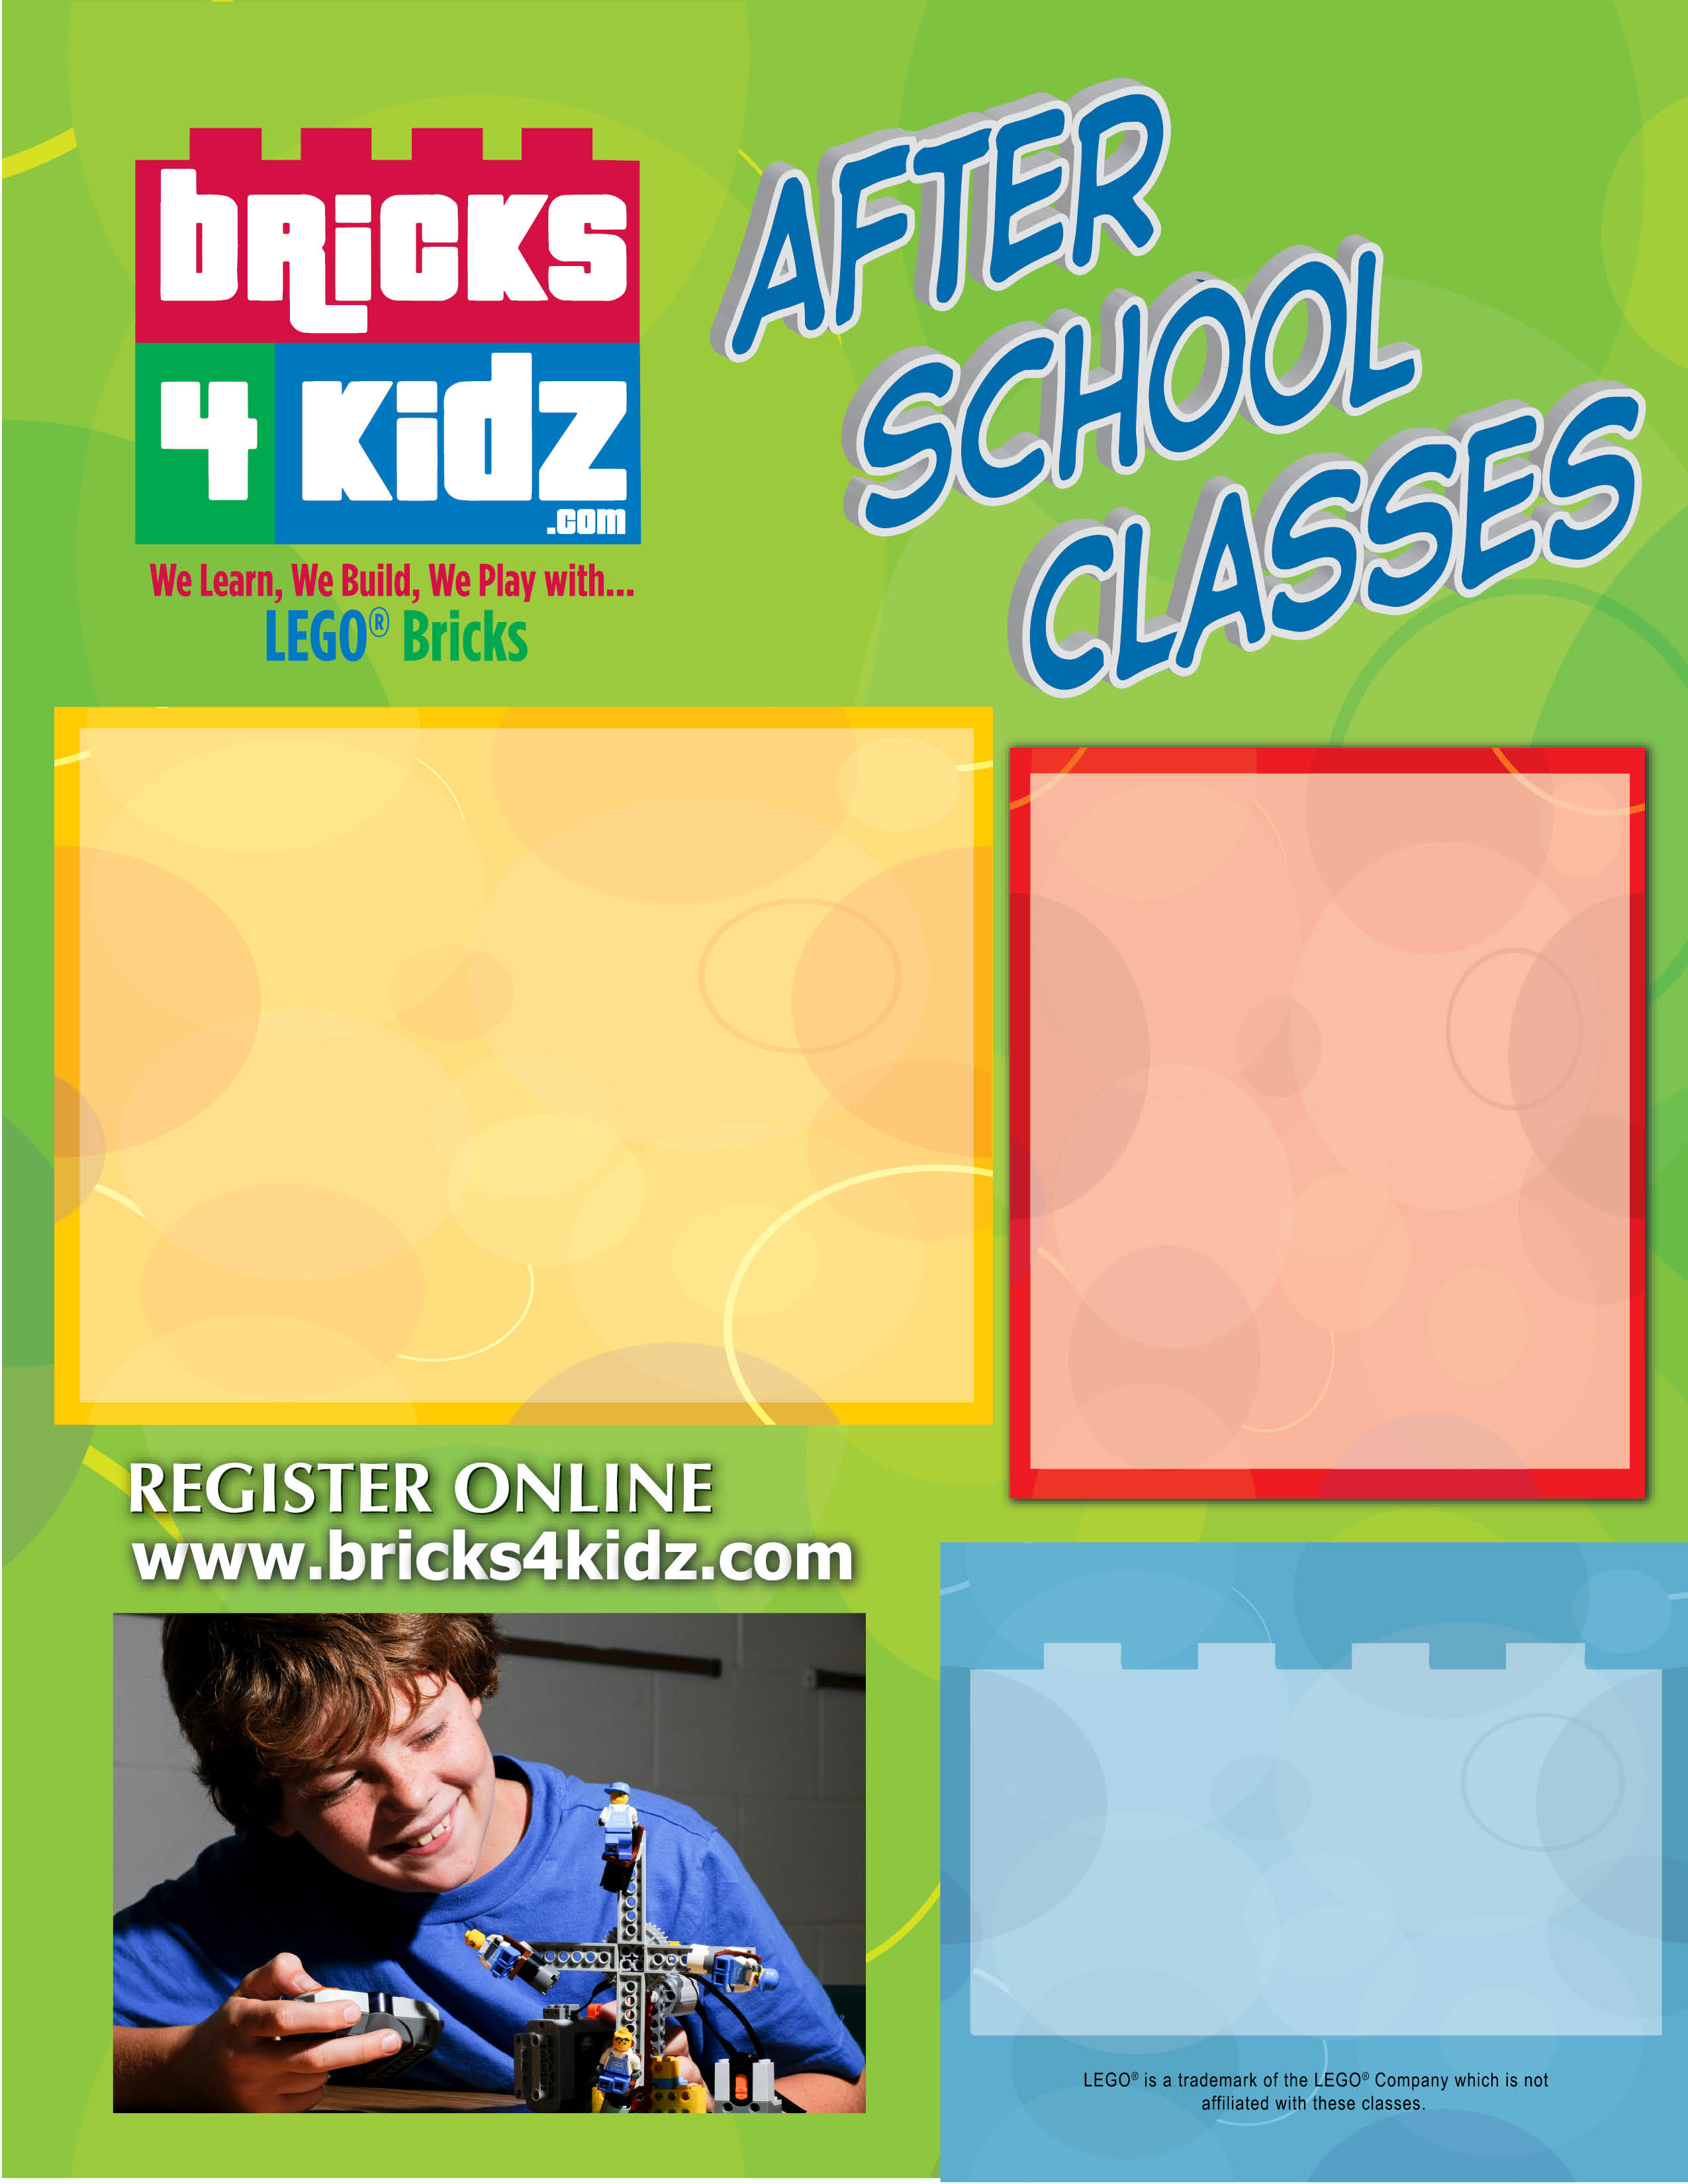 bRicks
4 Kidz
.com
We Learn, We Build, We Play with...
LEGO® Bricks
AFTER
SCHOOL
CLASSES
REGISTER ONLINE
www.bricks4kidz.com
LEGO® is a trademark of the LEGO® Company which is not
affiliated with these classes.